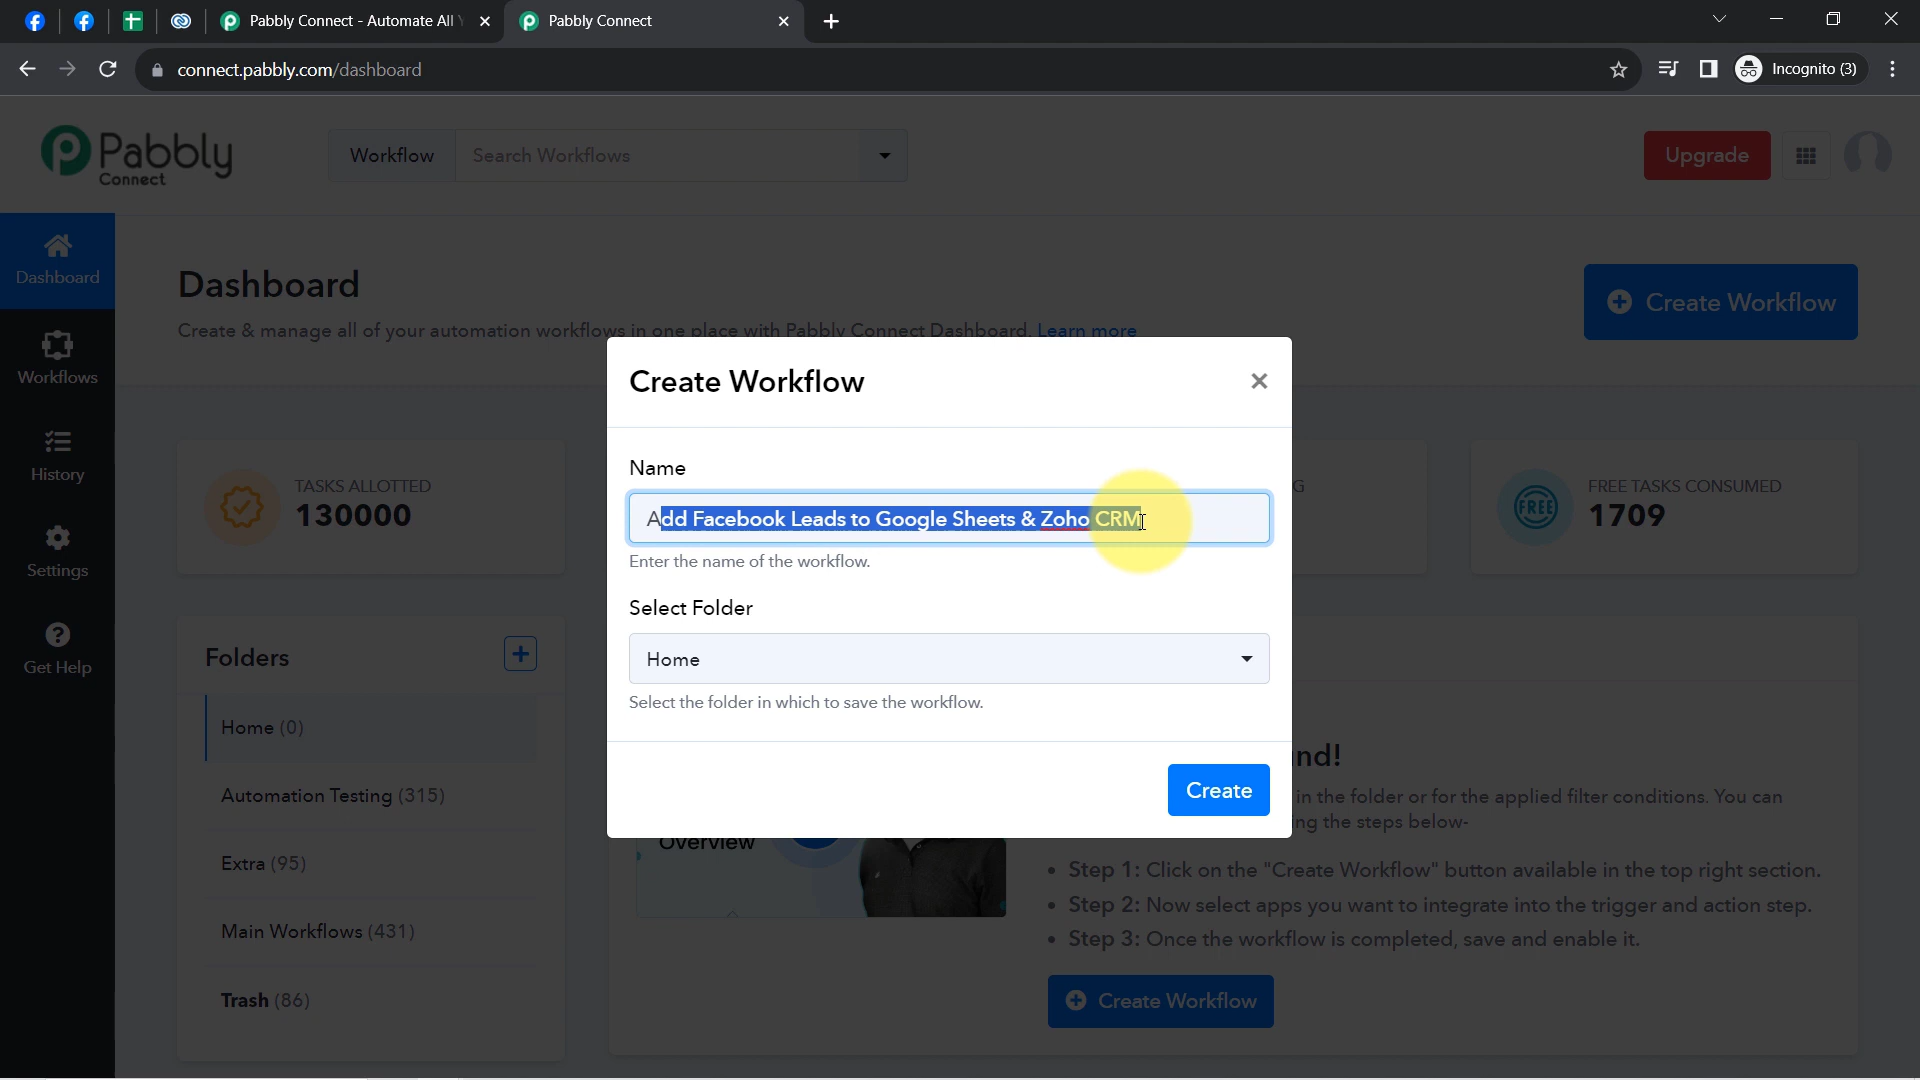 Pabbly Connect - Automate All
Pabbly Connect
connect.pabbly.com/dashboard
Incognito (3)
Pabbly
Connect
Workflow
Search Workflows
Upgrade
Dashboard
Workflows
History
Settings
Get Help
Dashboard
Create & manage all of your automation workflows in one place with Pabbly Connect Dashboard. Learn more
Create Workflow
TASKS ALLOTTED
130000
G
FREE TASKS CONSUMED
FREE
1709
Create Workflow
Name
Add Facebook Leads to Google Sheets & Zoho CRM
Enter the name of the workflow.
Select Folder
Home
Select the folder in which to save the workflow.
Create
Folders
Home (0)
Automation Testing (315)
Extra (95)
Main Workflows (431)
Trash (86)
Overview
nd!
in the folder or for the applied filter conditions. You can
ing the steps below-
• Step 1: Click on the "Create Workflow" button available in the top right section.
• Step 2: Now select apps you want to integrate into the trigger and action step.
• Step 3: Once the workflow is completed, save and enable it.
Create Workflow